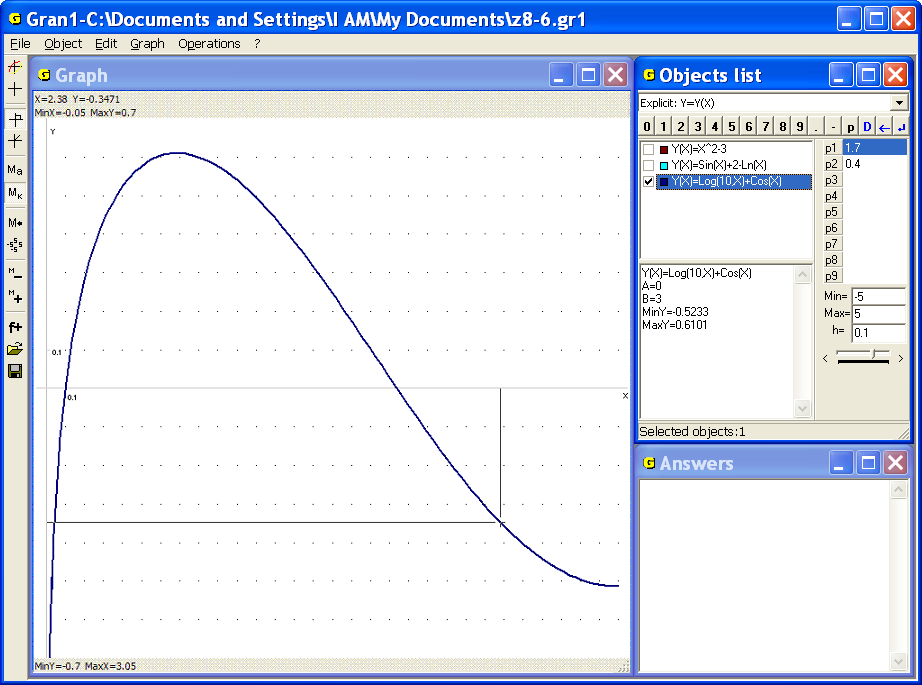 Gran1-C:\Documents and Settings\I AM\My Documents\z8-6.gr1
File Object Edit Graph Operations ?
Graph
X=2.38 Y=-0.3471
MinX=-0.05 MaxY=0.7
Y
0.1
0.1
X
MinY=-0.7 MaxX=3.05
Ma
Mк
M
M
M
f+
Objects list
Explicit: Y=Y(X)
0 1 2 3 4 5 6 7 8 9 . - p D
Y(X)=X^2-3
Y(X)=Sin(X)+2-Ln(X)
Y(X)=Log(10,X)+Cos(X)
p1 1.7
p2 0.4
p3
p4
p5
p6
p7
p8
p9
Y(X)=Log(10,X)+Cos(X)
A=0
B=3
MinY=-0.5233
MaxY=0.6101
Min= -5
Max= 5
h= 0.1
Selected objects:1
Answers